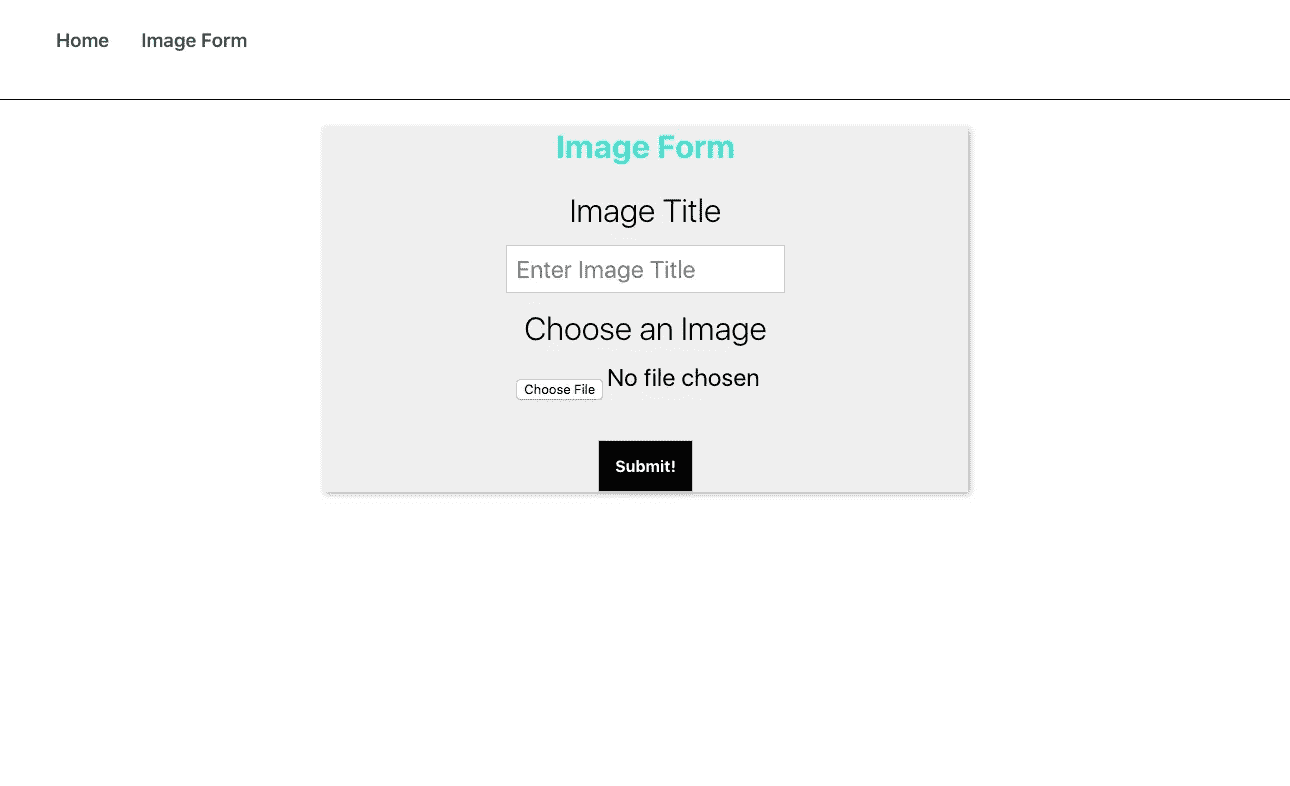 Home Image Form
Image Form
Image Title
Enter Image Title
Choose an Image
Choose File No file chosen
Submit!